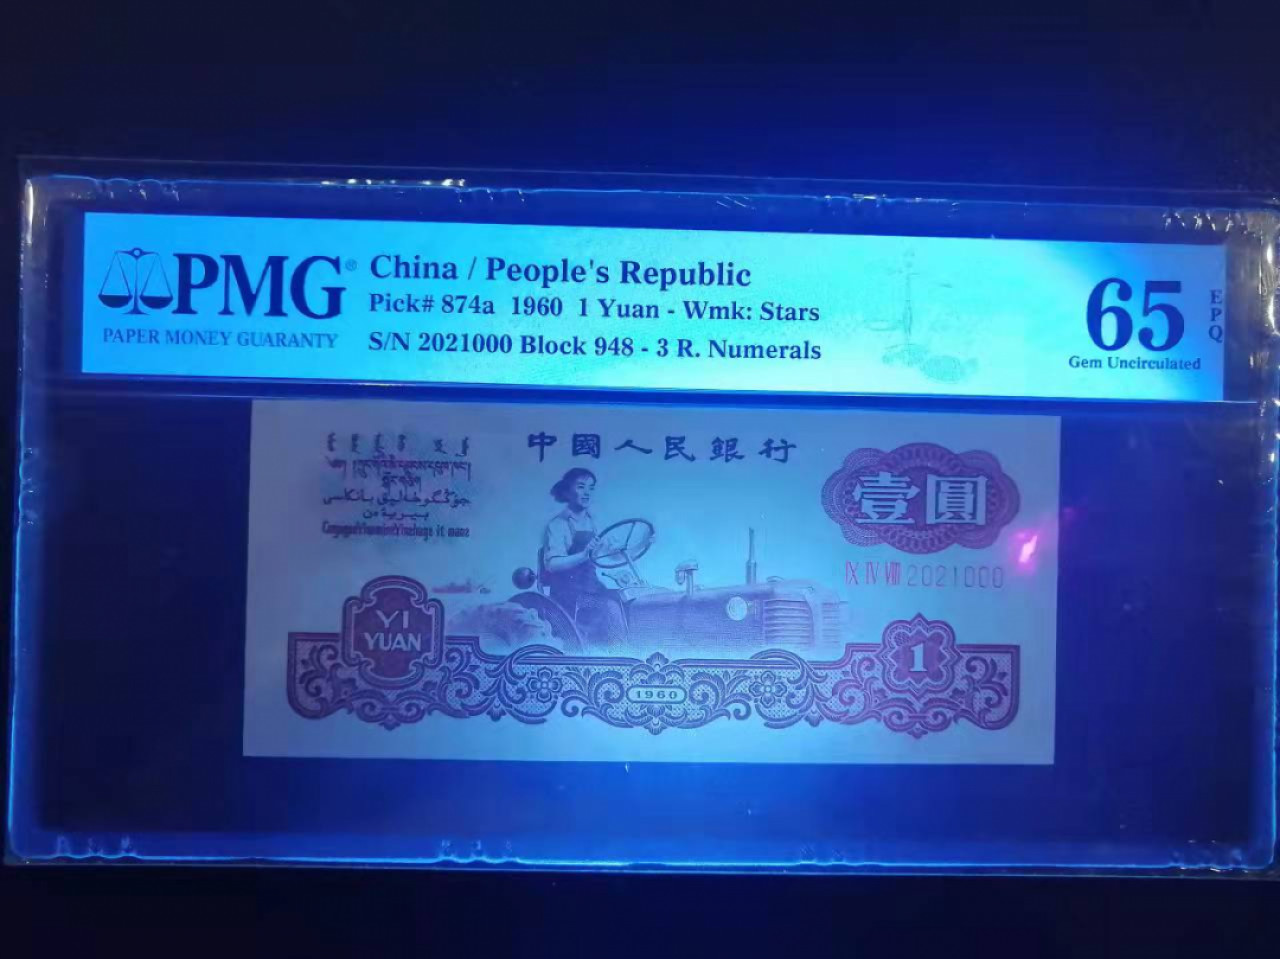 PMG®
PAPER MONEY GUARANTY
China / People's Republic
Pick# 874a 1960 1 Yuan - Wmk: Stars
S/N 2021000 Block 948 - 3 R. Numerals
65
EPQ
Gem Uncirculated
中國人民銀行
壹圓
IX IV VIII 2021000
YI
YUAN
1
1960